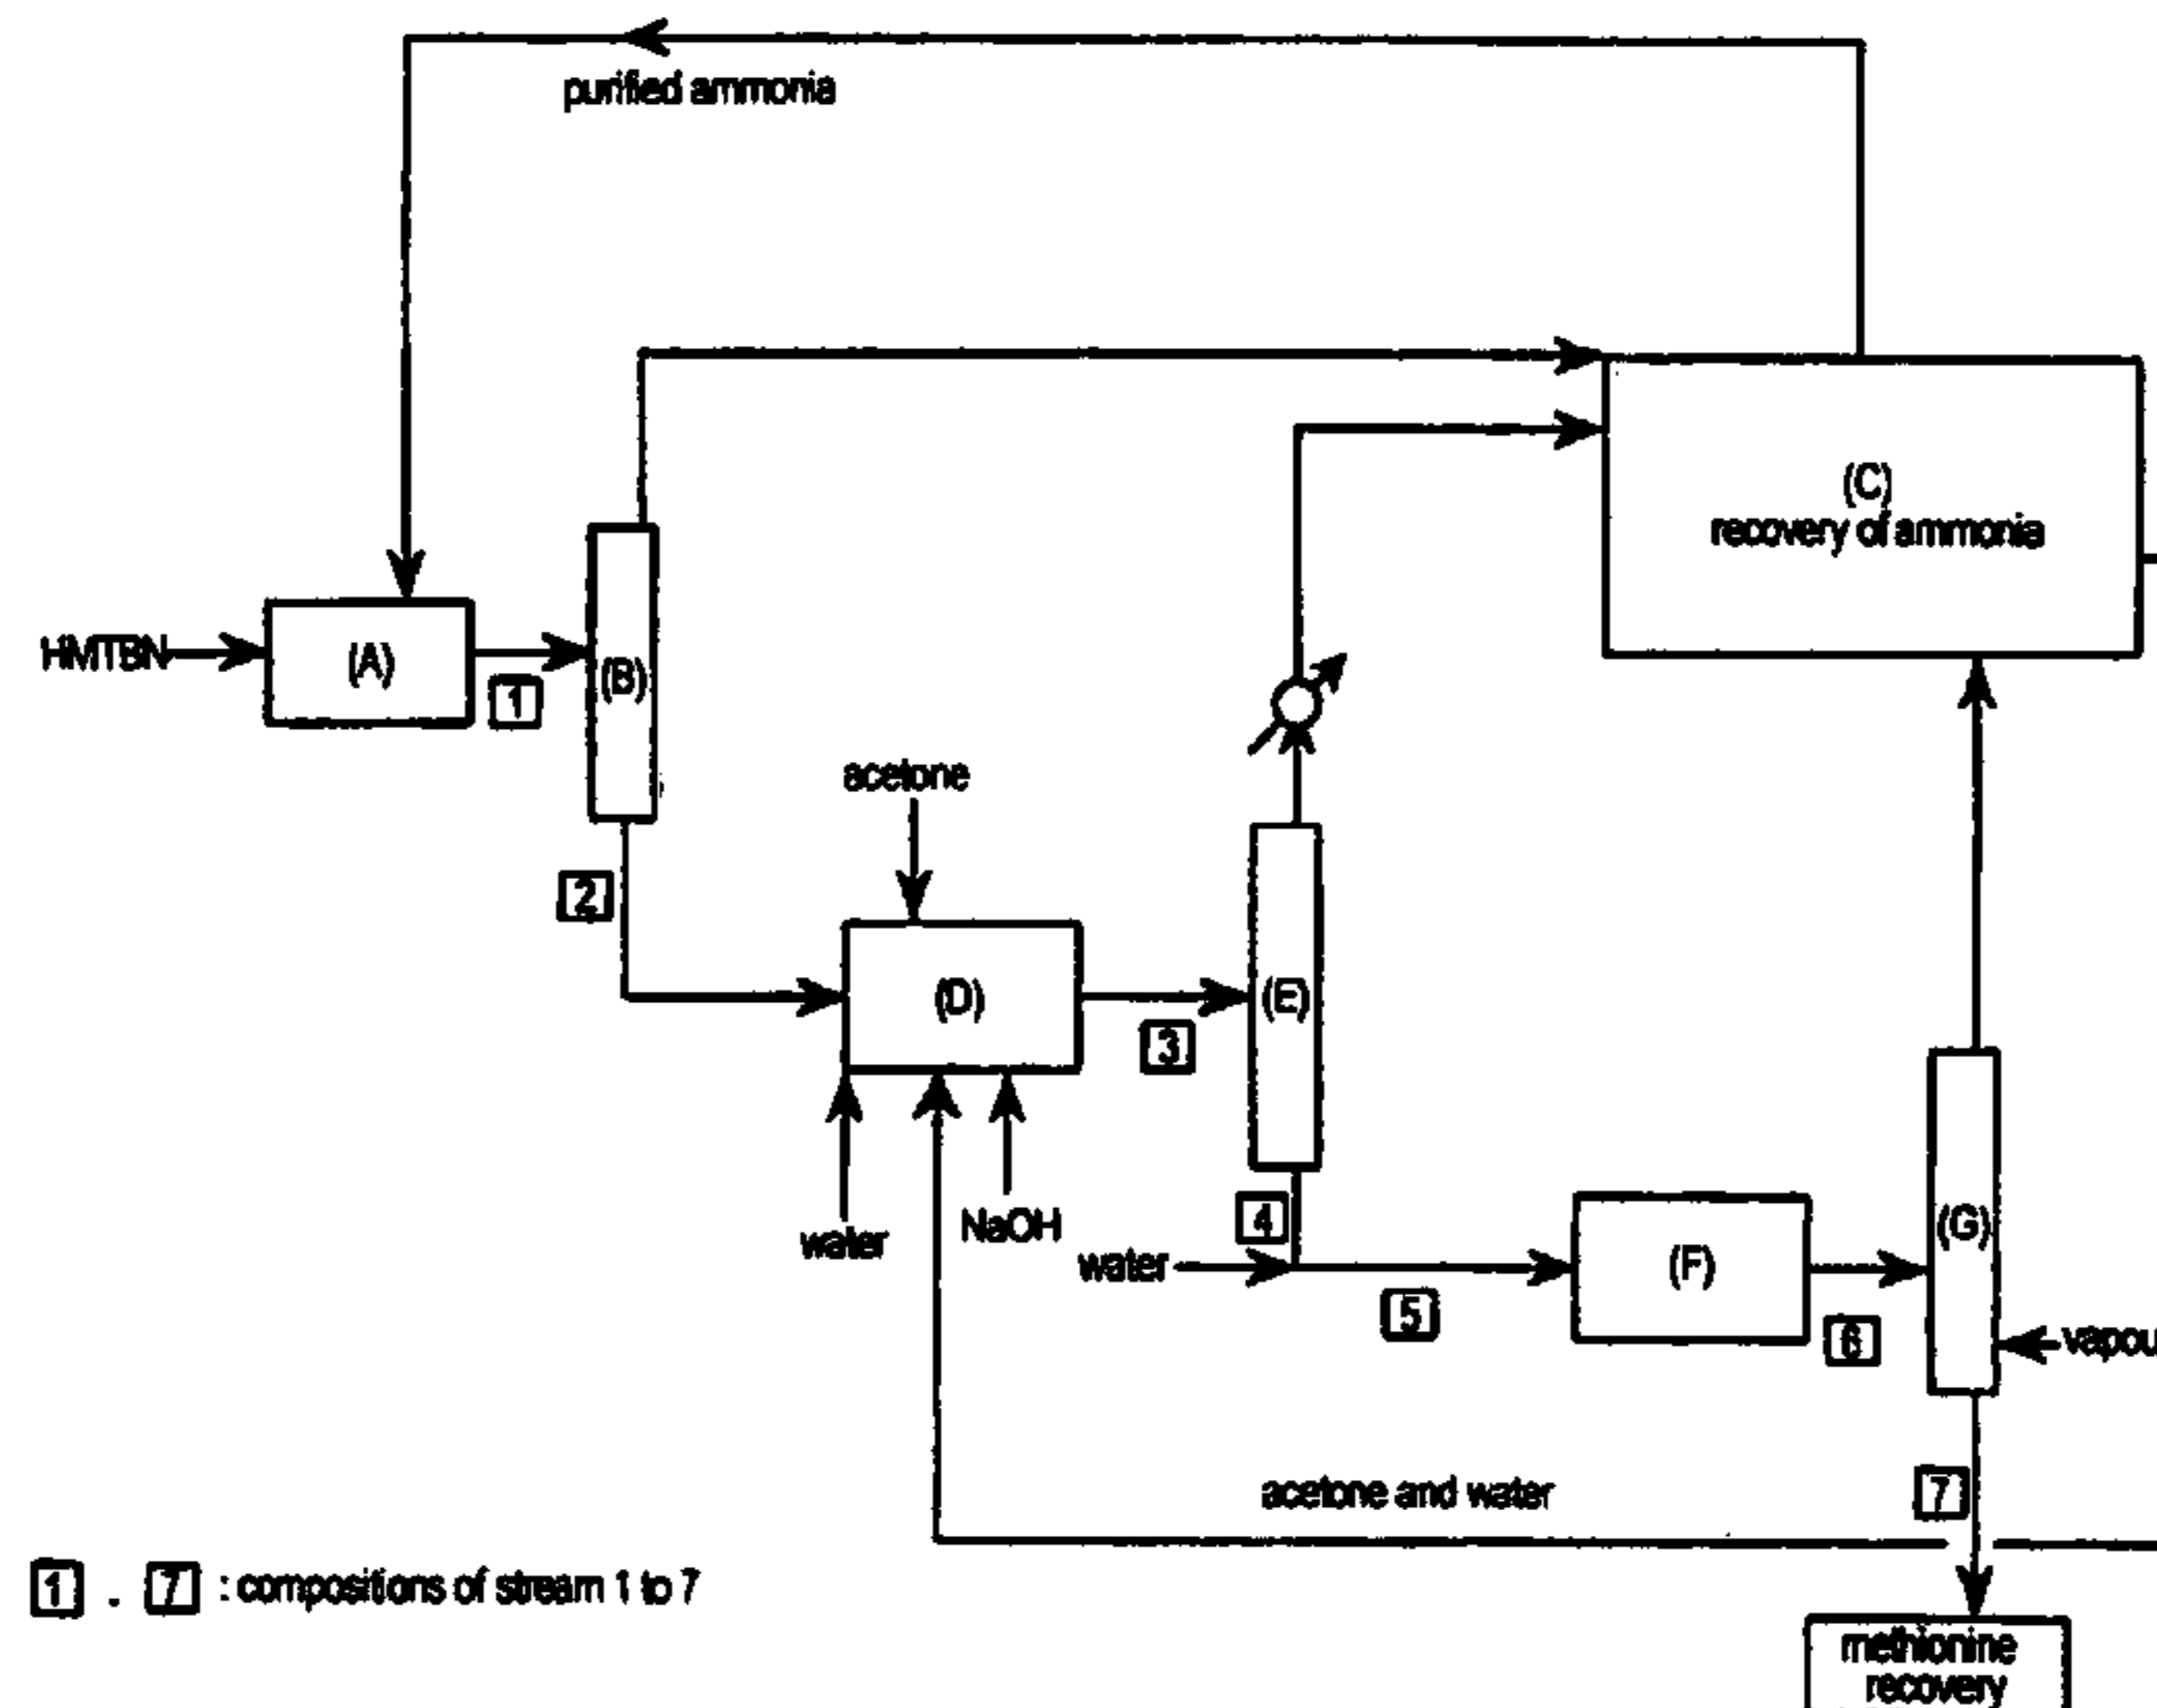 purified ammonia
(C)
recovery of ammonia
HMTBN
(A)
1
(B)
acetone
2
(D)
(E)
3
water
NaOH
4
water
5
(F)
6
(G)
vapou
acetone and water
7
1 . 7 : compositions of stream 1 to 7
methionine
recovery